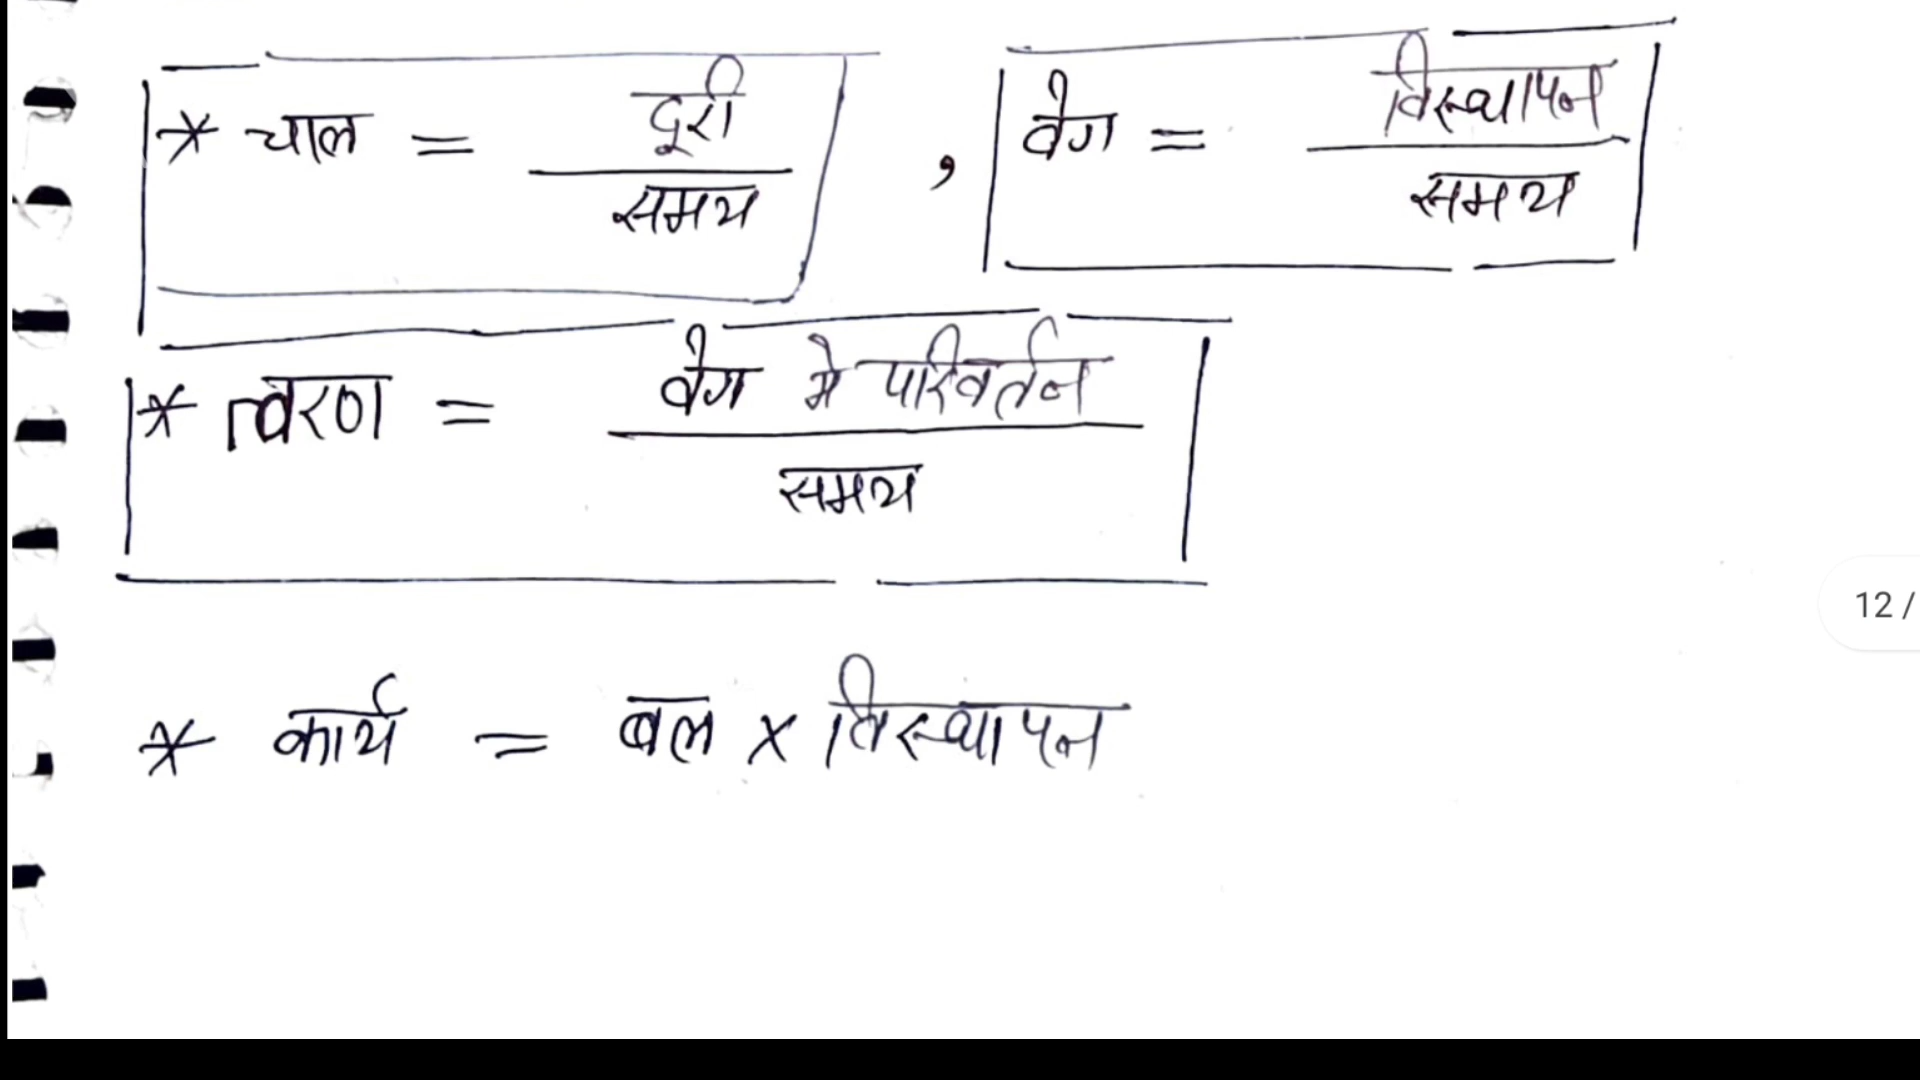 * चाल = दूरी / समय , वेग = विस्थापन / समय
* त्वरण = वेग मे परिवर्तन / समय
12 /
* कार्य = बल x विस्थापन